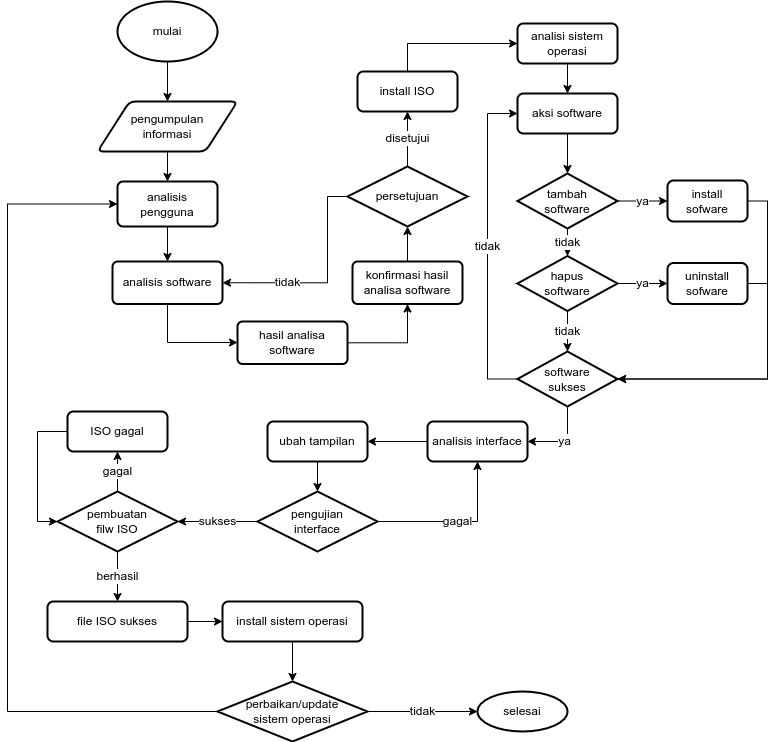 mulai
pengumpulan
informasi
analisis
pengguna
analisis software
hasil analisa
software
konfirmasi hasil
analisa software
persetujuan
tidak
disetujui
install ISO
analisi sistem
operasi
aksi software
tambah
software
ya
install
sofware
tidak
hapus
software
ya
uninstall
sofware
tidak
software
sukses
tidak
ya
analisis interface
ubah tampilan
pengujian
interface
gagal
sukses
pembuatan
filw ISO
gagal
ISO gagal
berhasil
file ISO sukses
install sistem operasi
perbaikan/update
sistem operasi
tidak
selesai